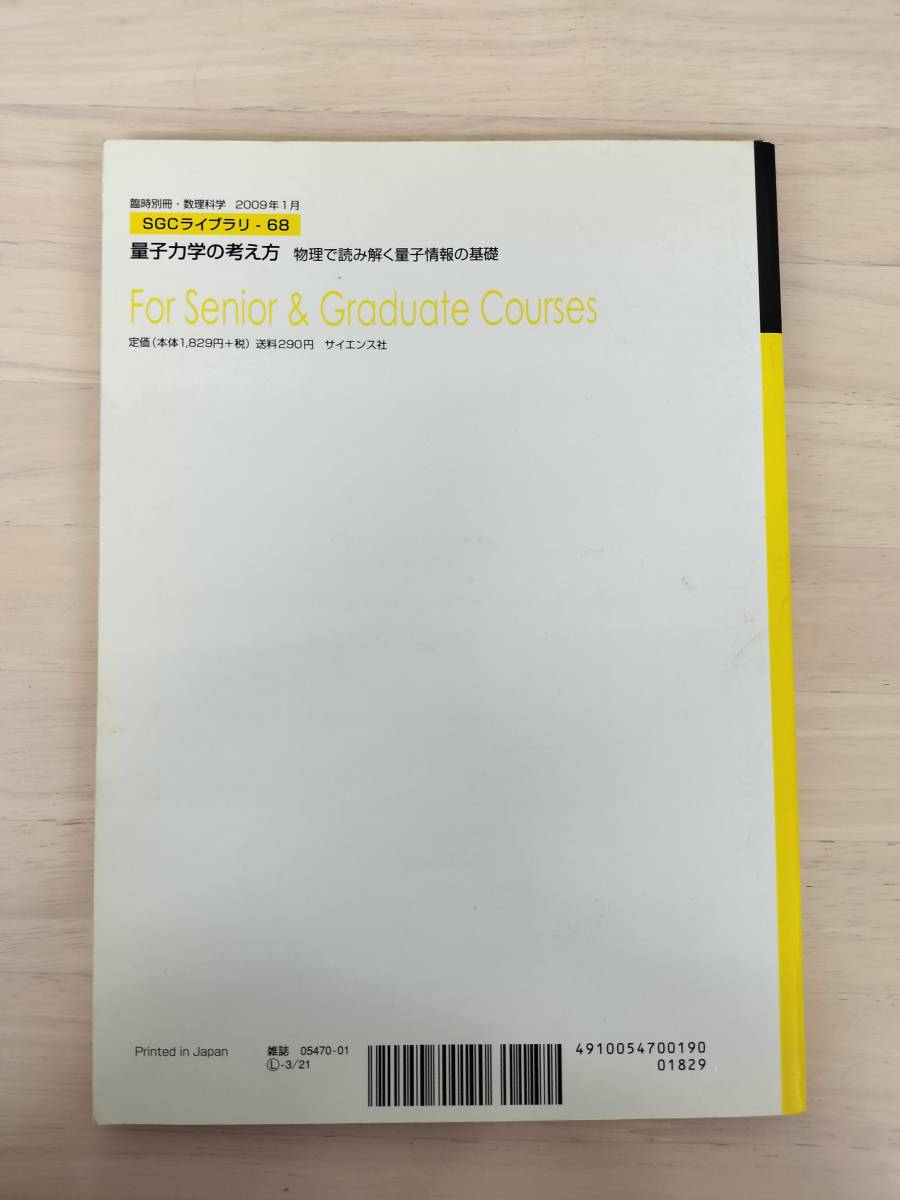 臨時別冊・数理科学 2009年1月
SGCライブラリ - 68
量子力学の考え方 物理で読み解く量子情報の基礎
For Senior & Graduate Courses
定価(本体1,829円+税) 送料290円 サイエンス社
Printed in Japan
雑誌 05470-01
Ⓛ-3/21
4910054700190
01829